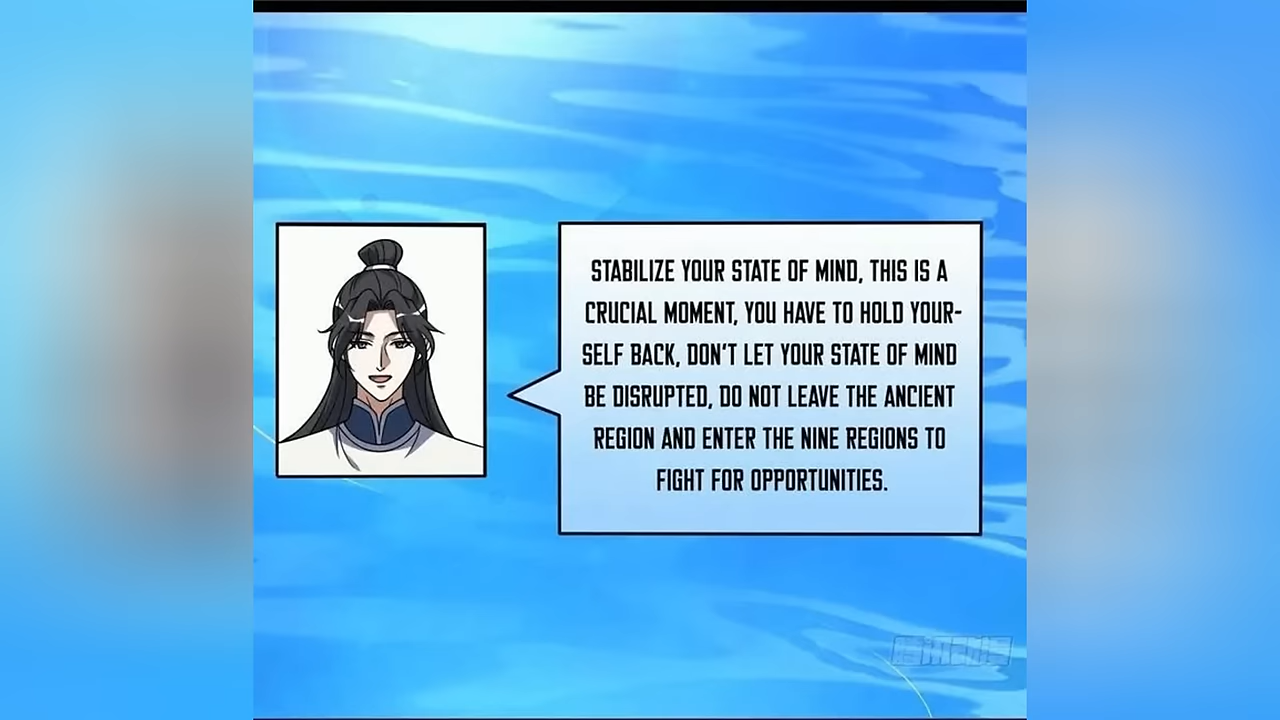 STABILIZE YOUR STATE OF MIND, THIS IS A
CRUCIAL MOMENT, YOU HAVE TO HOLD YOUR-
SELF BACK, DON'T LET YOUR STATE OF MIND
BE DISRUPTED, DO NOT LEAVE THE ANCIENT
REGION AND ENTER THE NINE REGIONS TO
FIGHT FOR OPPORTUNITIES.